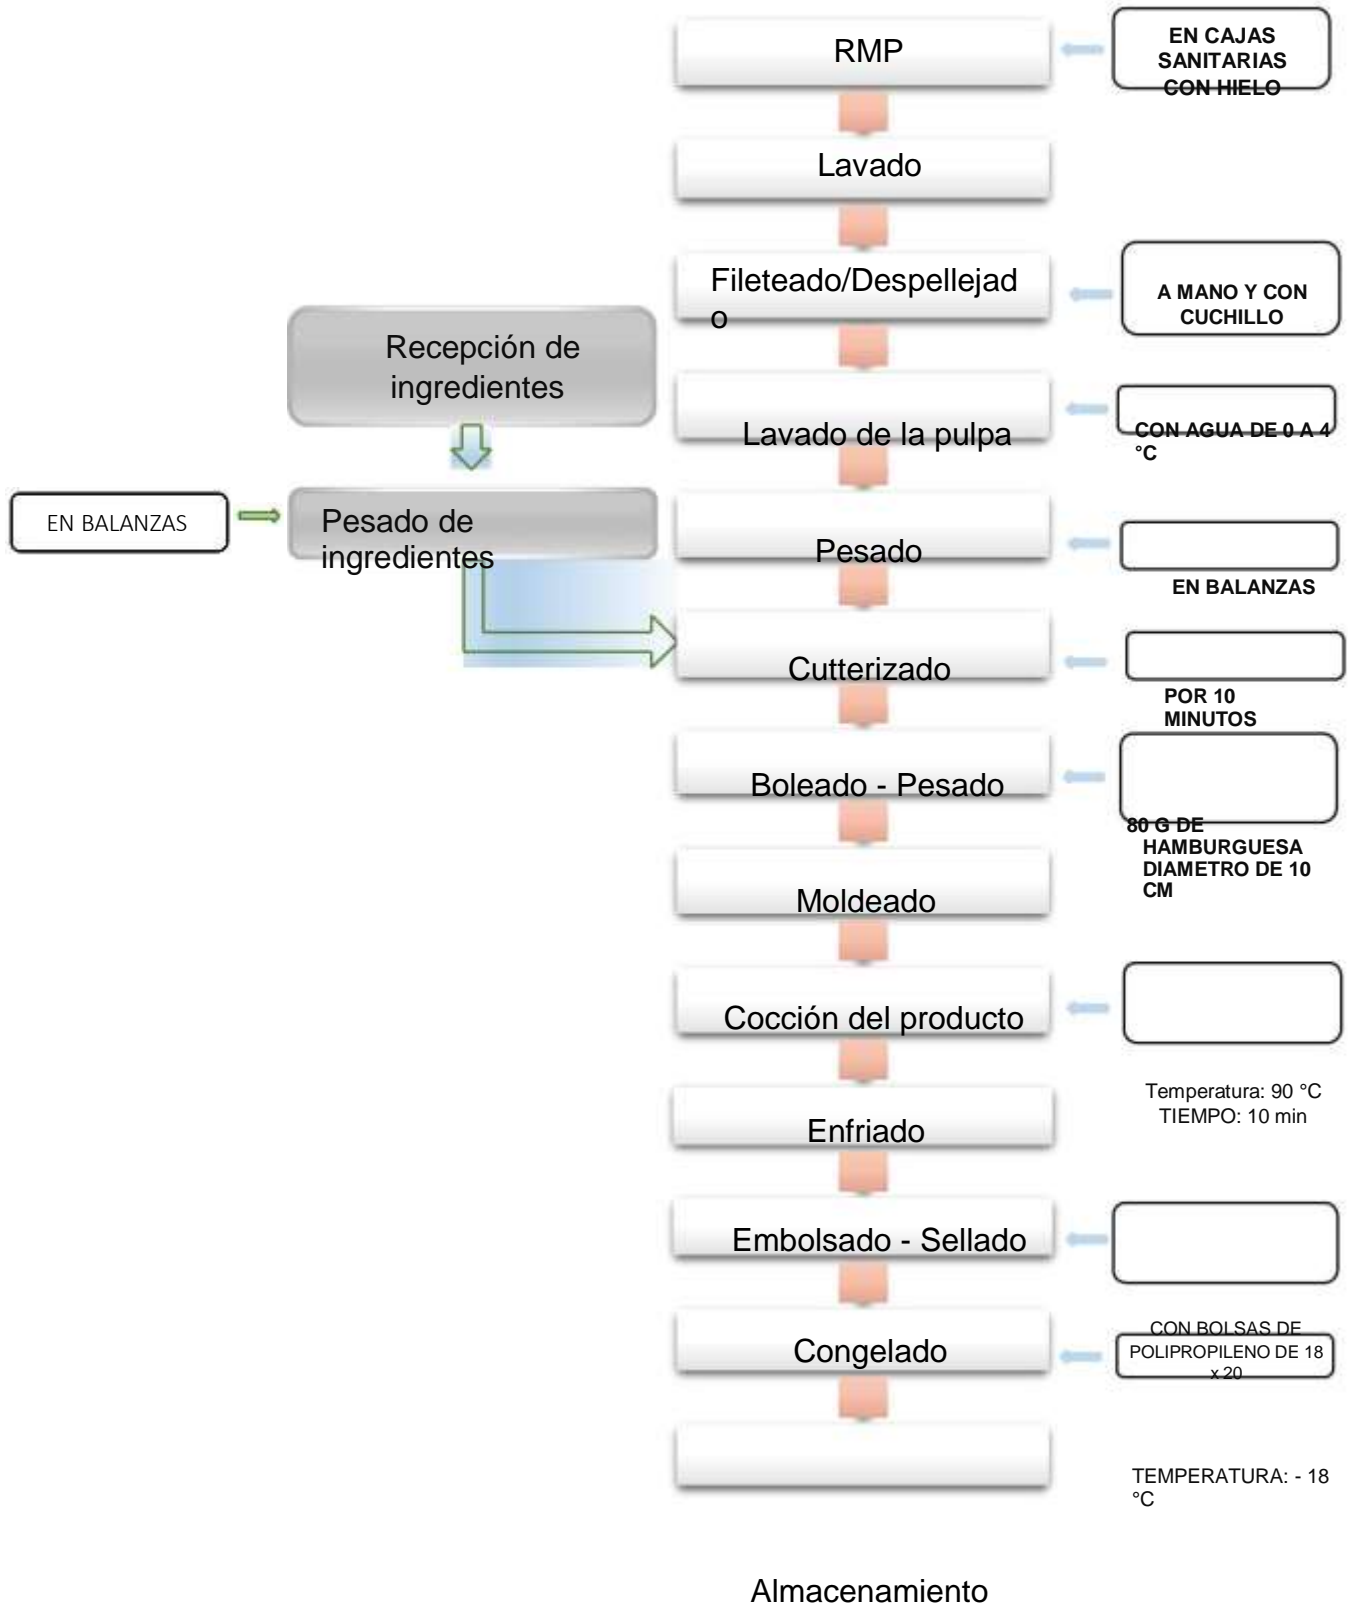 RMP
EN CAJAS
SANITARIAS
CON HIELO
Lavado
Fileteado/Despellejad
o
A MANO Y CON
CUCHILLO
Recepción de
ingredientes
Lavado de la pulpa
CON AGUA DE 0 A 4
°C
EN BALANZAS
Pesado de
ingredientes
Pesado
EN BALANZAS
Cutterizado
POR 10
MINUTOS
Boleado - Pesado
80 G DE
HAMBURGUESA
DIAMETRO DE 10
CM
Moldeado
Cocción del producto
Temperatura: 90 °C
TIEMPO: 10 min
Enfriado
Embolsado - Sellado
CON BOLSAS DE
POLIPROPILENO DE 18
x 20
Congelado
TEMPERATURA: - 18
°C
Almacenamiento